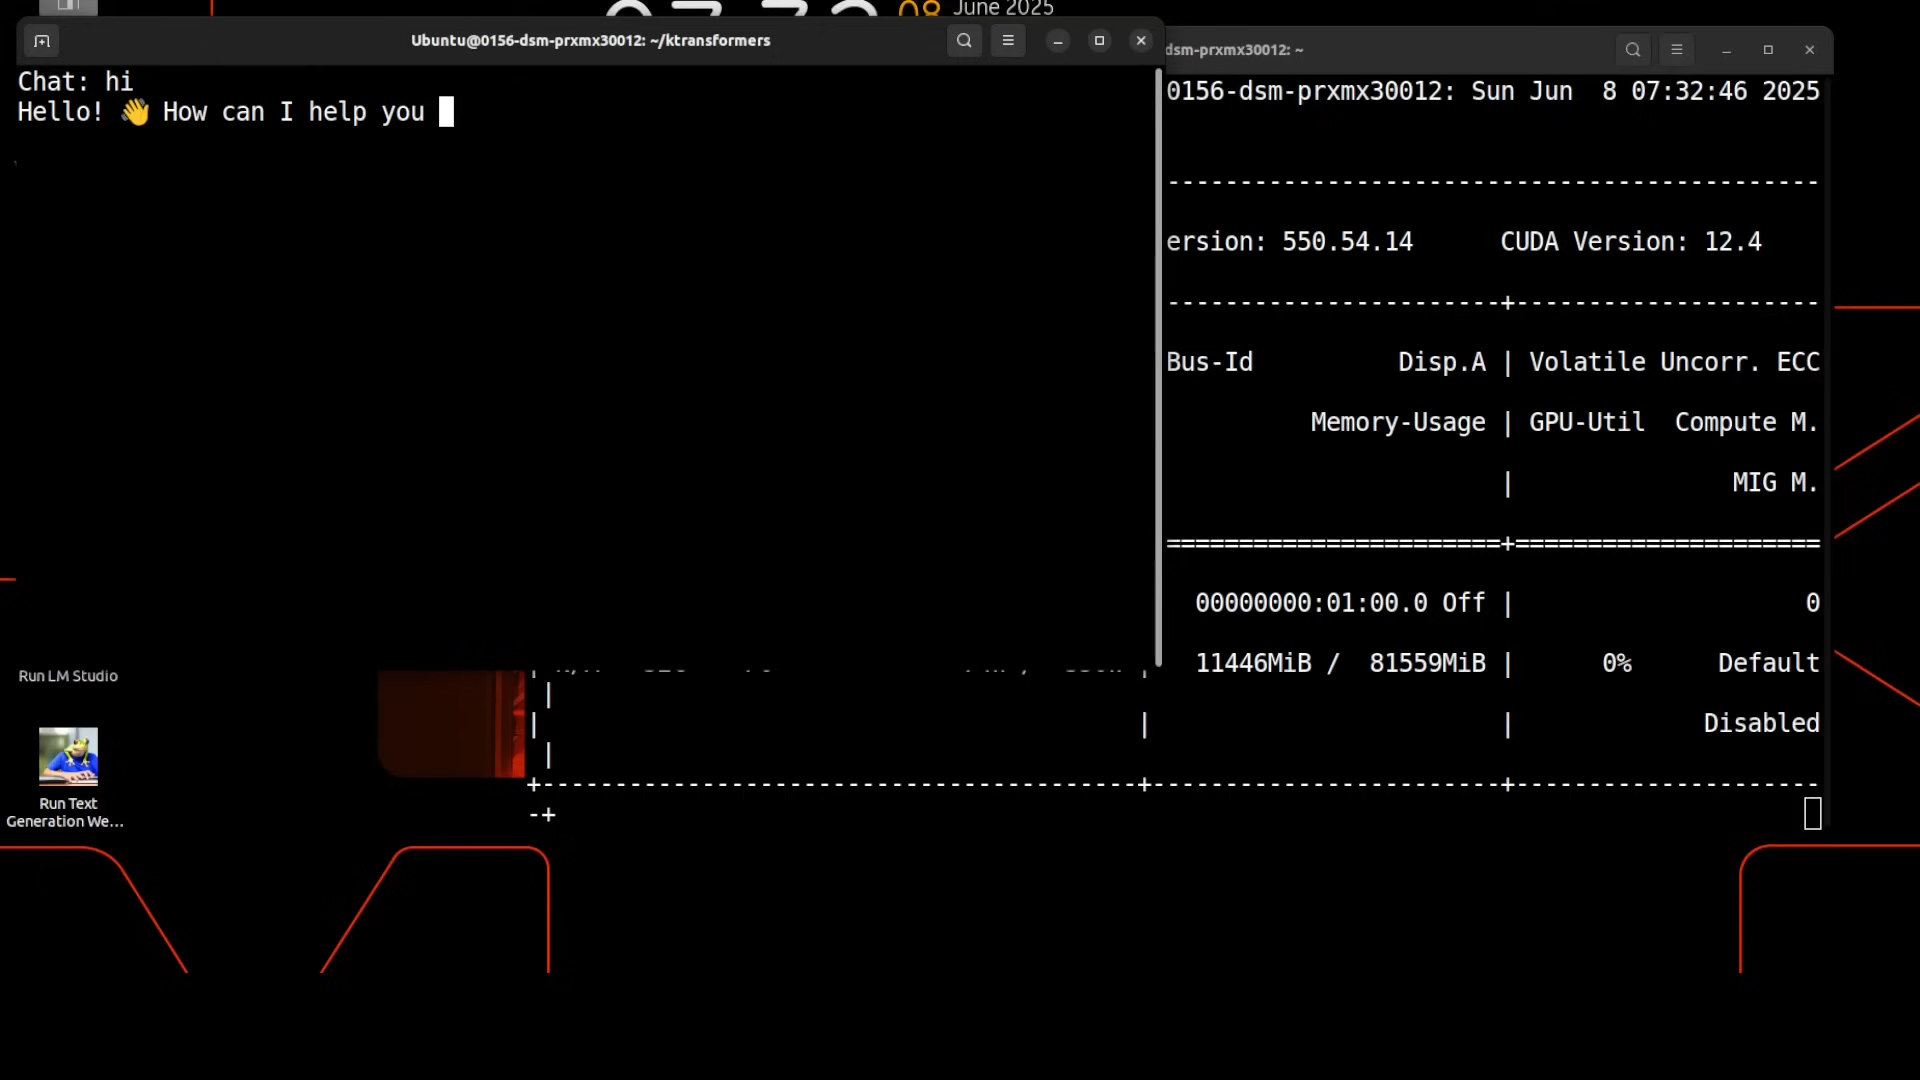 June 2025
Ubuntu@0156-dsm-prxmx30012: ~/ktransformers
Chat: hi
Hello! 👋 How can I help you
dsm-prxmx30012: ~
0156-dsm-prxmx30012: Sun Jun  8 07:32:46 2025
-----------------------------------------
ersion: 550.54.14      CUDA Version: 12.4
-----------------------+---------------------
Bus-Id          Disp.A | Volatile Uncorr. ECC
Memory-Usage | GPU-Util  Compute M.
| MIG M.
=======================+=====================
00000000:01:00.0 Off |                    0
11446MiB /  81559MiB |      0%      Default
|
| | | Disabled
|
+------------------------------------------+------------------------+---------------------
-+
Run LM Studio
Run Text
Generation We...